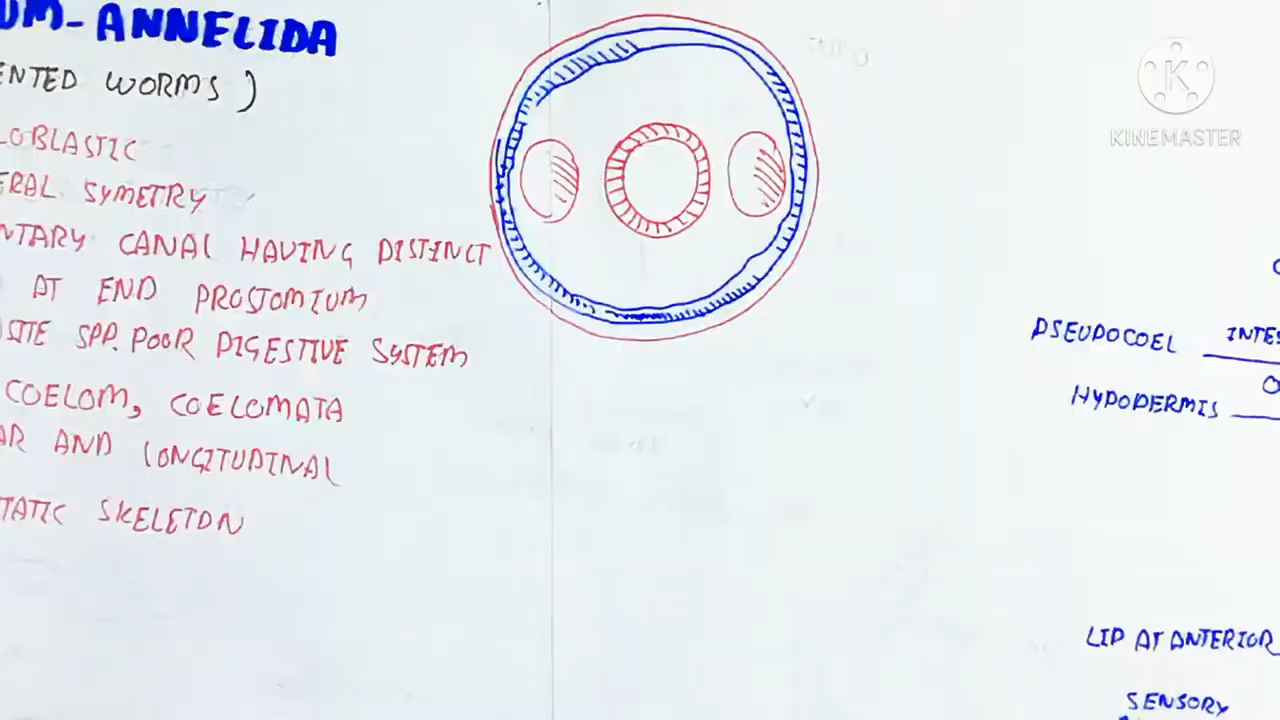 UM-ANNELIDA
ENTED WORMS )
LOBLASTIC
ERAL SYMETRY
NTARY CANAL HAVING DISTINCT
AT END PROSTOMIUM
SITE SPP. POOR DIGESTIVE SYSTEM
COELOM, COELOMATA
AR AND LONGITUDINAL
TATIC SKELETON
K
KINEMASTER
PSEUDOCOEL INTES
HYPODERMIS
LIP AT ANTERIOR
SENSORY